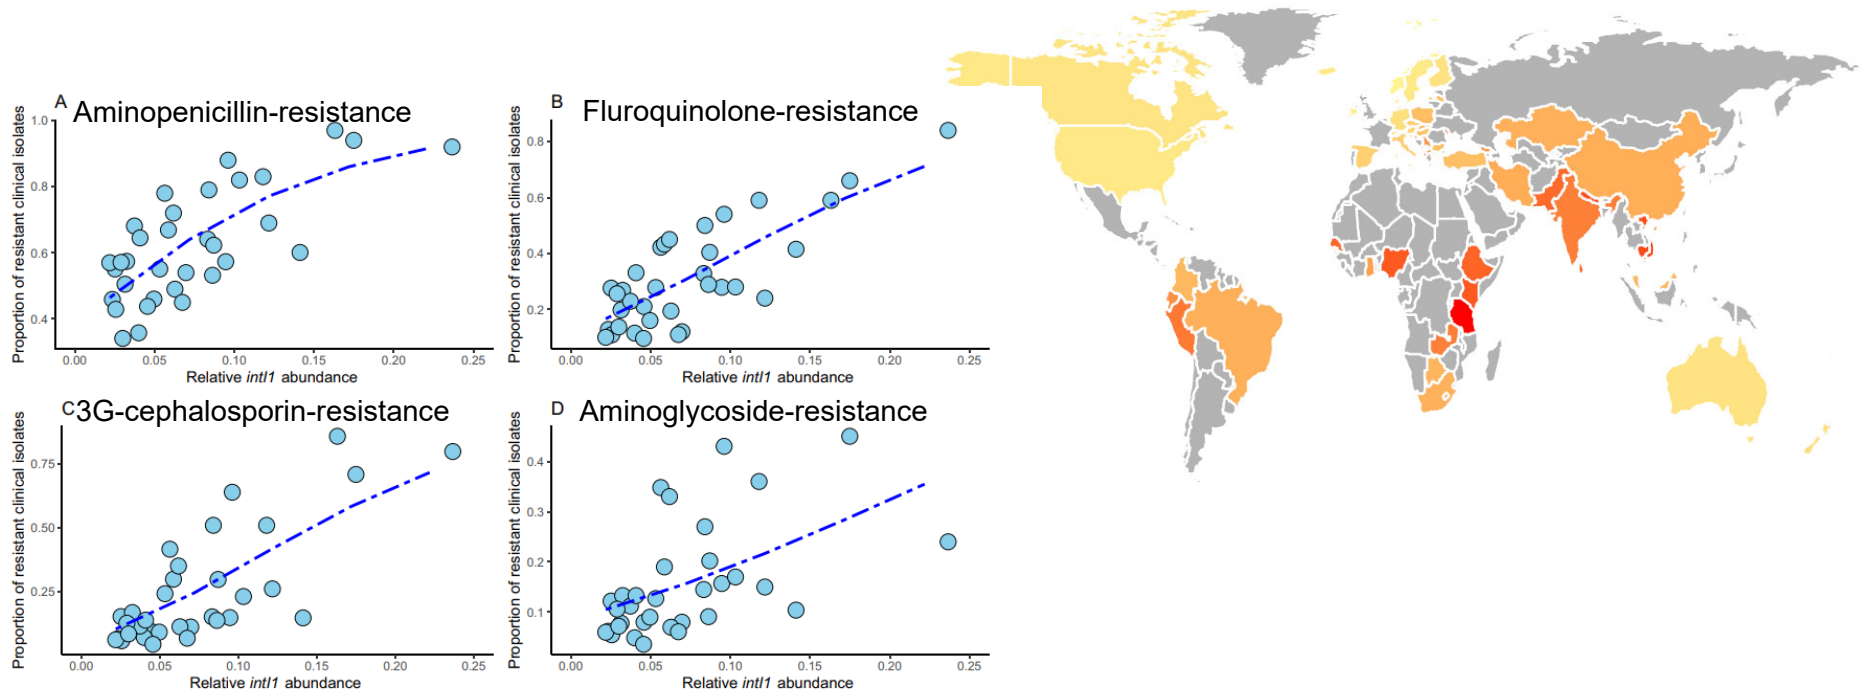 A Aminopenicillin-resistance
Proportion of resistant clinical isolates
1.0
0.8
0.6
0.4
0.00 0.05 0.10 0.15 0.20 0.25
Relative intI1 abundance
B Fluroquinolone-resistance
Proportion of resistant clinical isolates
0.8
0.6
0.4
0.2
0.00 0.05 0.10 0.15 0.20 0.25
Relative intI1 abundance
C 3G-cephalosporin-resistance
Proportion of resistant clinical isolates
0.75
0.50
0.25
0.00 0.05 0.10 0.15 0.20 0.25
Relative intI1 abundance
D Aminoglycoside-resistance
Proportion of resistant clinical isolates
0.4
0.3
0.2
0.1
0.00 0.05 0.10 0.15 0.20 0.25
Relative intI1 abundance